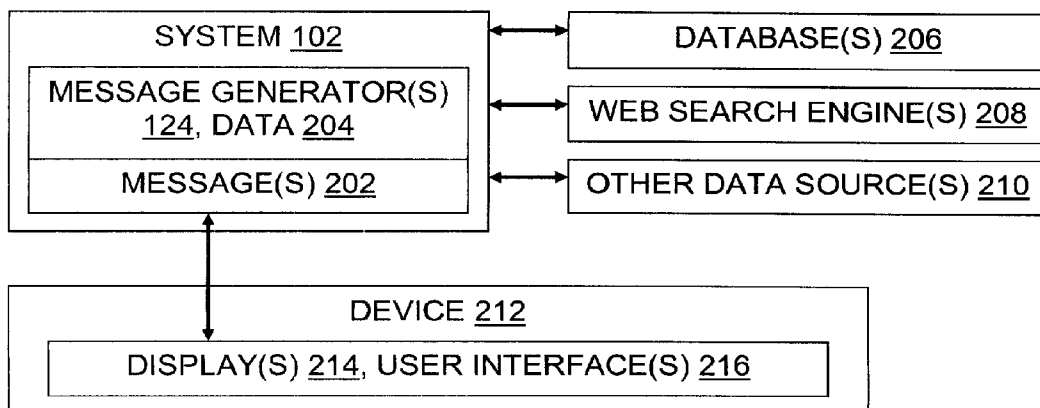 SYSTEM 102
MESSAGE GENERATOR(S)
124, DATA 204
MESSAGE(S) 202
DATABASE(S) 206
WEB SEARCH ENGINE(S) 208
OTHER DATA SOURCE(S) 210
DEVICE 212
DISPLAY(S) 214, USER INTERFACE(S) 216